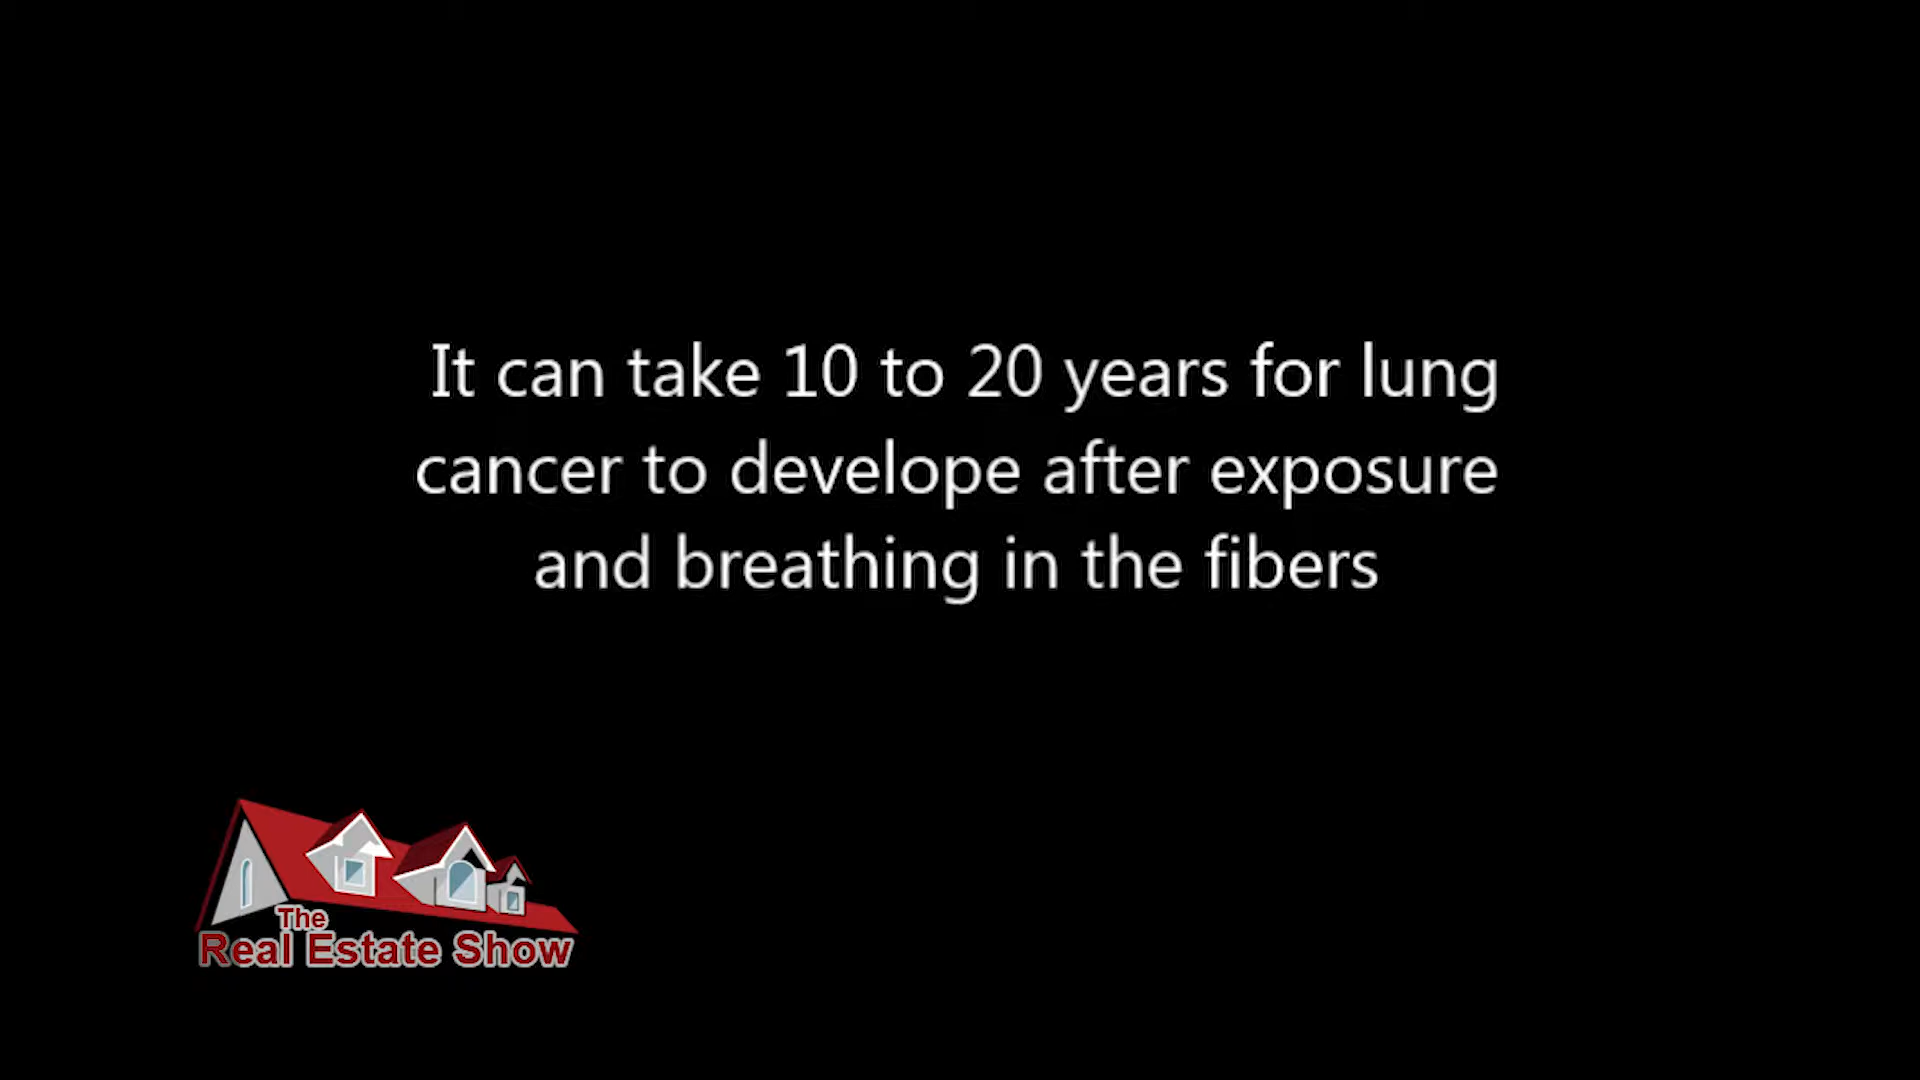 It can take 10 to 20 years for lung
cancer to develope after exposure
and breathing in the fibers
The
Real Estate Show